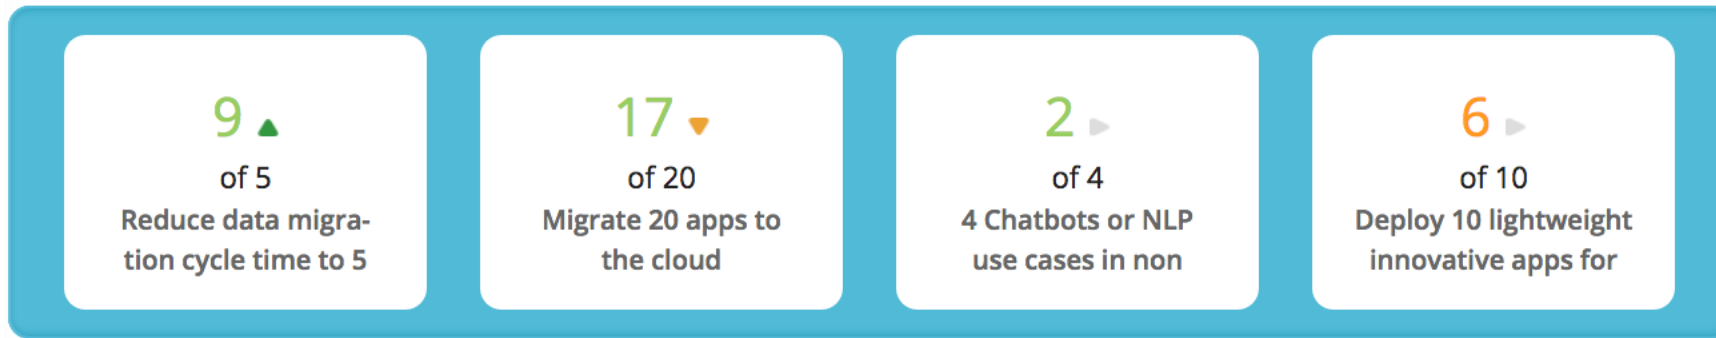 9
of 5
Reduce data migra-
tion cycle time to 5
17
of 20
Migrate 20 apps to
the cloud
2
of 4
4 Chatbots or NLP
use cases in non
6
of 10
Deploy 10 lightweight
innovative apps for